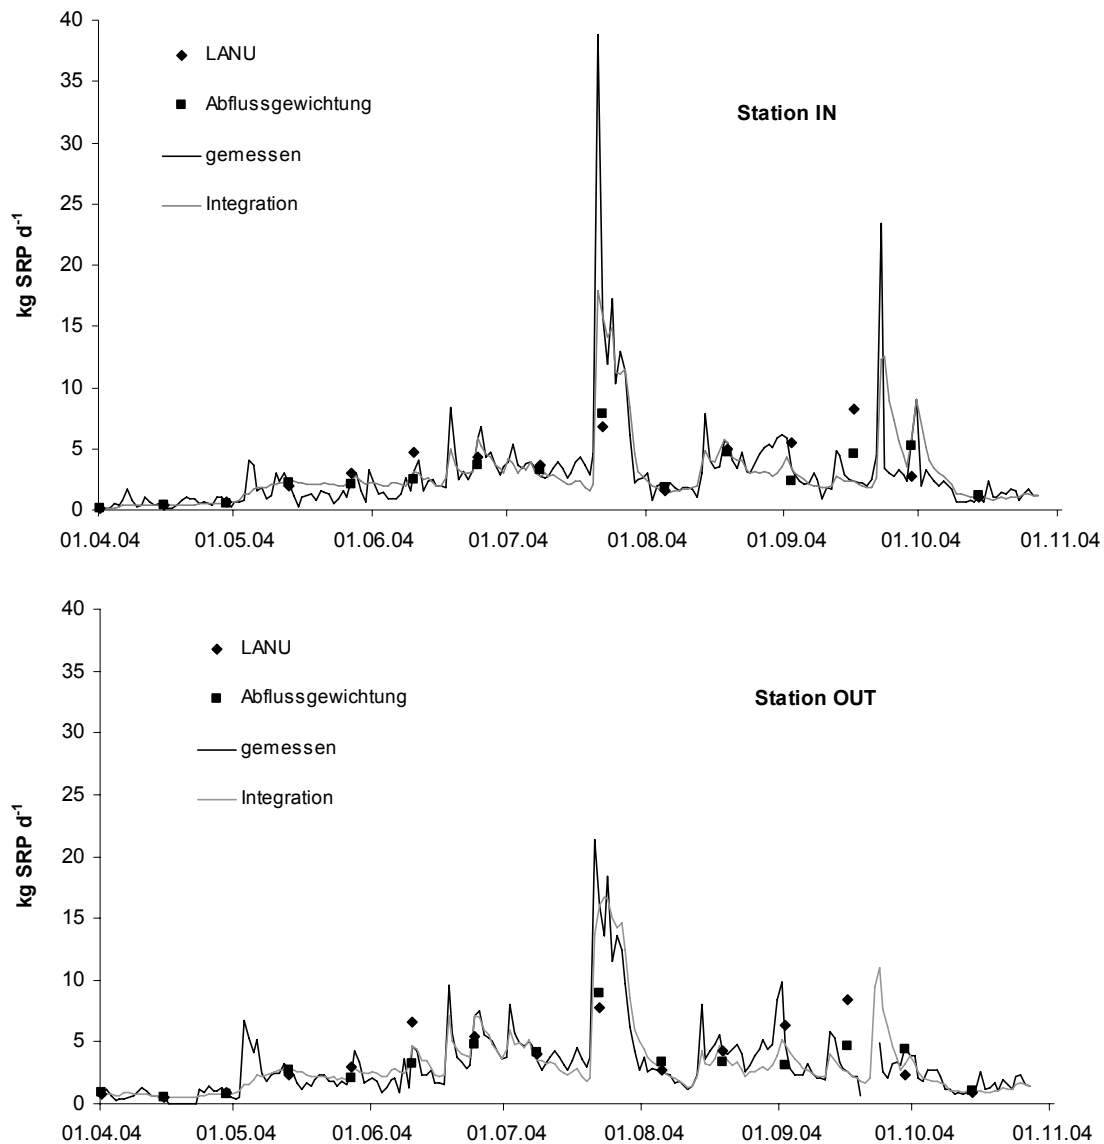 40
35
30
25
20
15
10
5
0
kg SRP d⁻¹
LANU
Abflussgewichtung
gemessen
Integration
Station IN
01.04.04 01.05.04 01.06.04 01.07.04 01.08.04 01.09.04 01.10.04 01.11.04
40
35
30
25
20
15
10
5
0
kg SRP d⁻¹
LANU
Abflussgewichtung
gemessen
Integration
Station OUT
01.04.04 01.05.04 01.06.04 01.07.04 01.08.04 01.09.04 01.10.04 01.11.04